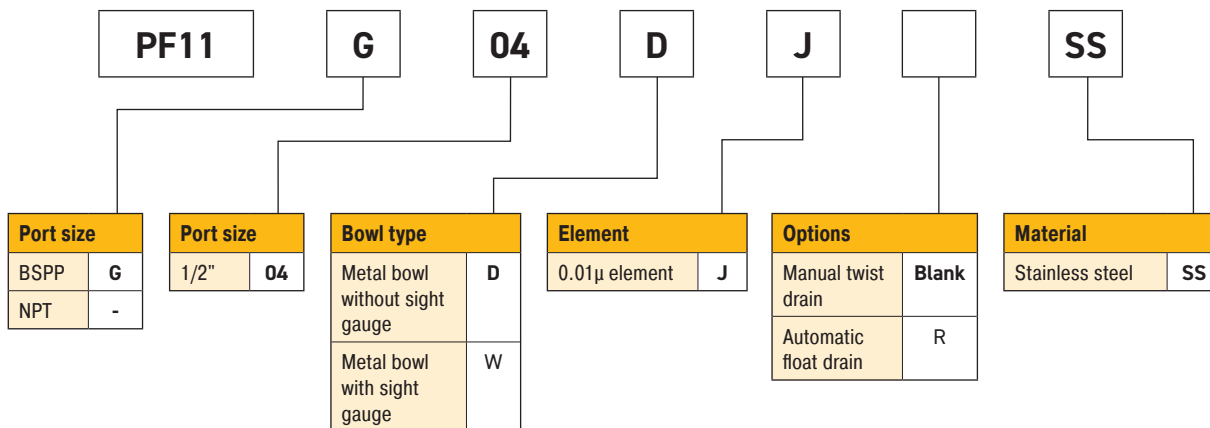 PF11 G 04 D J SS
Port size
BSPP G
NPT -
Port size
1/2" 04
Bowl type
Metal bowl D
without sight
gauge
Metal bowl W
with sight
gauge
Element
0.01µ element J
Options
Manual twist Blank
drain
Automatic R
float drain
Material
Stainless steel SS